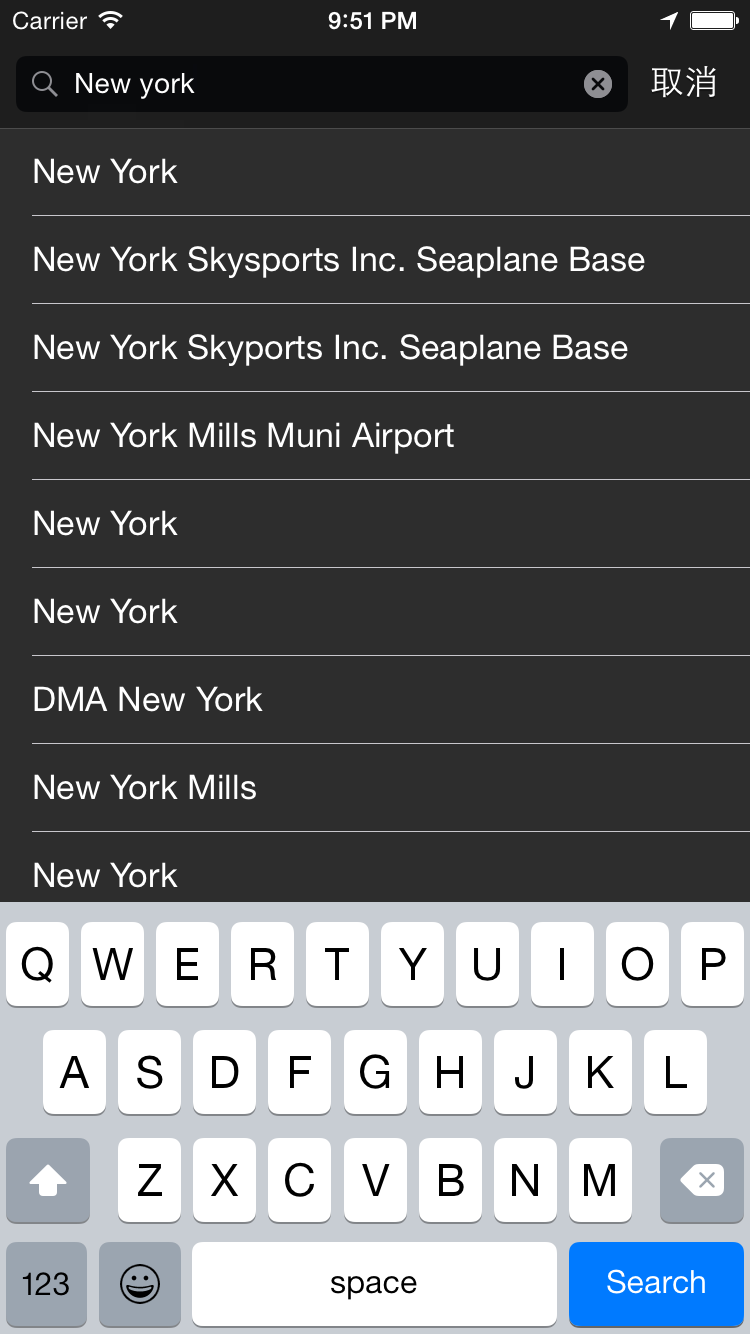 Carrier 9:51 PM
New york 取消
New York
New York Skysports Inc. Seaplane Base
New York Skyports Inc. Seaplane Base
New York Mills Muni Airport
New York
New York
DMA New York
New York Mills
New York
Q W E R T Y U I O P
A S D F G H J K L
Z X C V B N M
123 space Search